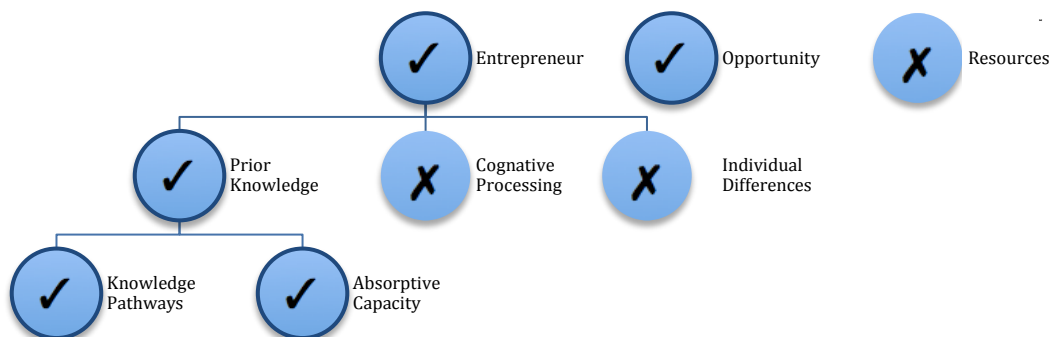 ✓ Entrepreneur ✓ Opportunity ✗ Resources
✓ Prior
Knowledge
✗ Cognative
Processing
✗ Individual
Differences
✓ Knowledge
Pathways
✓ Absorptive
Capacity